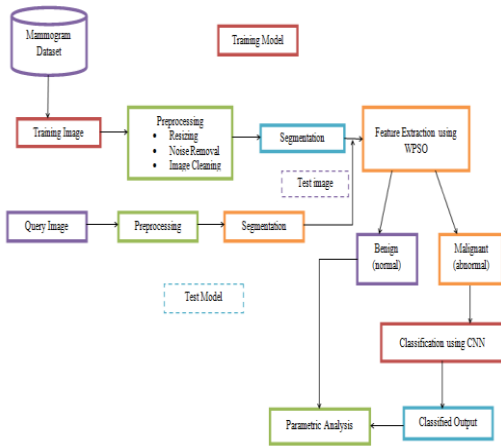 Mammogram
Dataset
Training Model
Training Image
Preprocessing
• Resizing
• Noise Removal
• Image Cleaning
Segmentation
Feature Extraction using
WPSO
Test image
Query Image
Preprocessing
Segmentation
Benign
(normal)
Malignant
(abnormal)
Test Model
Classification using CNN
Parametric Analysis
Classified Output